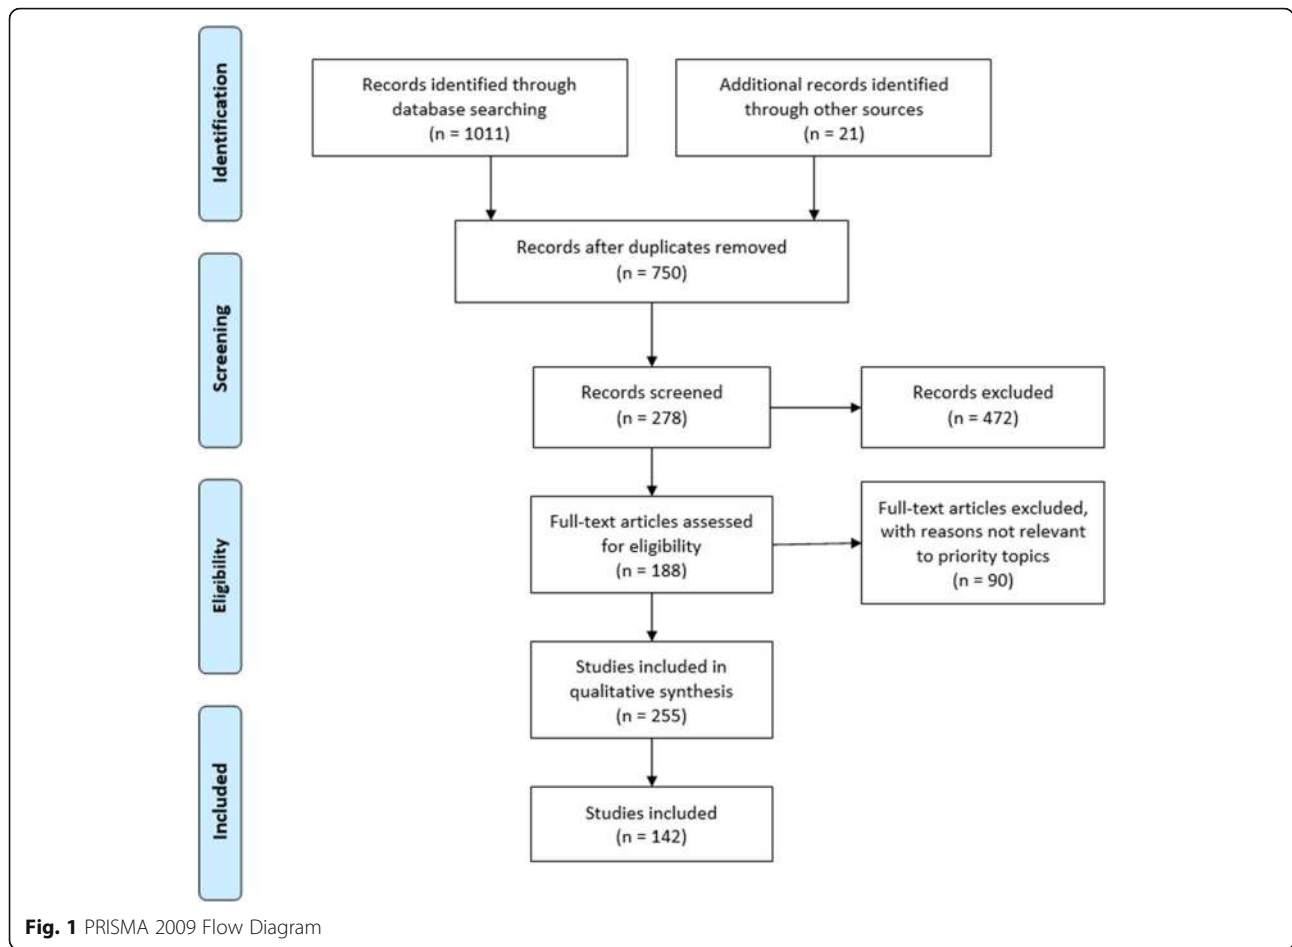 Identification
Records identified through
database searching
(n = 1011)
Additional records identified
through other sources
(n = 21)
Records after duplicates removed
(n = 750)
Screening
Records screened
(n = 278)
Records excluded
(n = 472)
Eligibility
Full-text articles assessed
for eligibility
(n = 188)
Full-text articles excluded,
with reasons not relevant
to priority topics
(n = 90)
Studies included in
qualitative synthesis
(n = 255)
Included
Studies included
(n = 142)
Fig. 1 PRISMA 2009 Flow Diagram